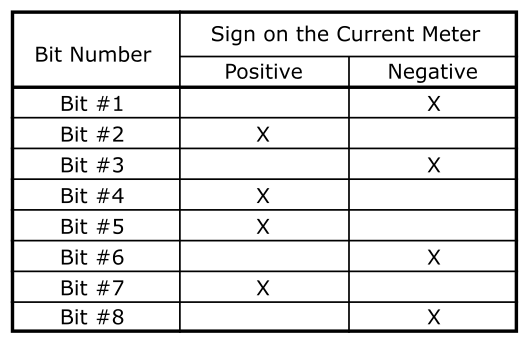 Bit Number Sign on the Current Meter
Positive Negative
Bit #1 X
Bit #2 X
Bit #3 X
Bit #4 X
Bit #5 X
Bit #6 X
Bit #7 X
Bit #8 X